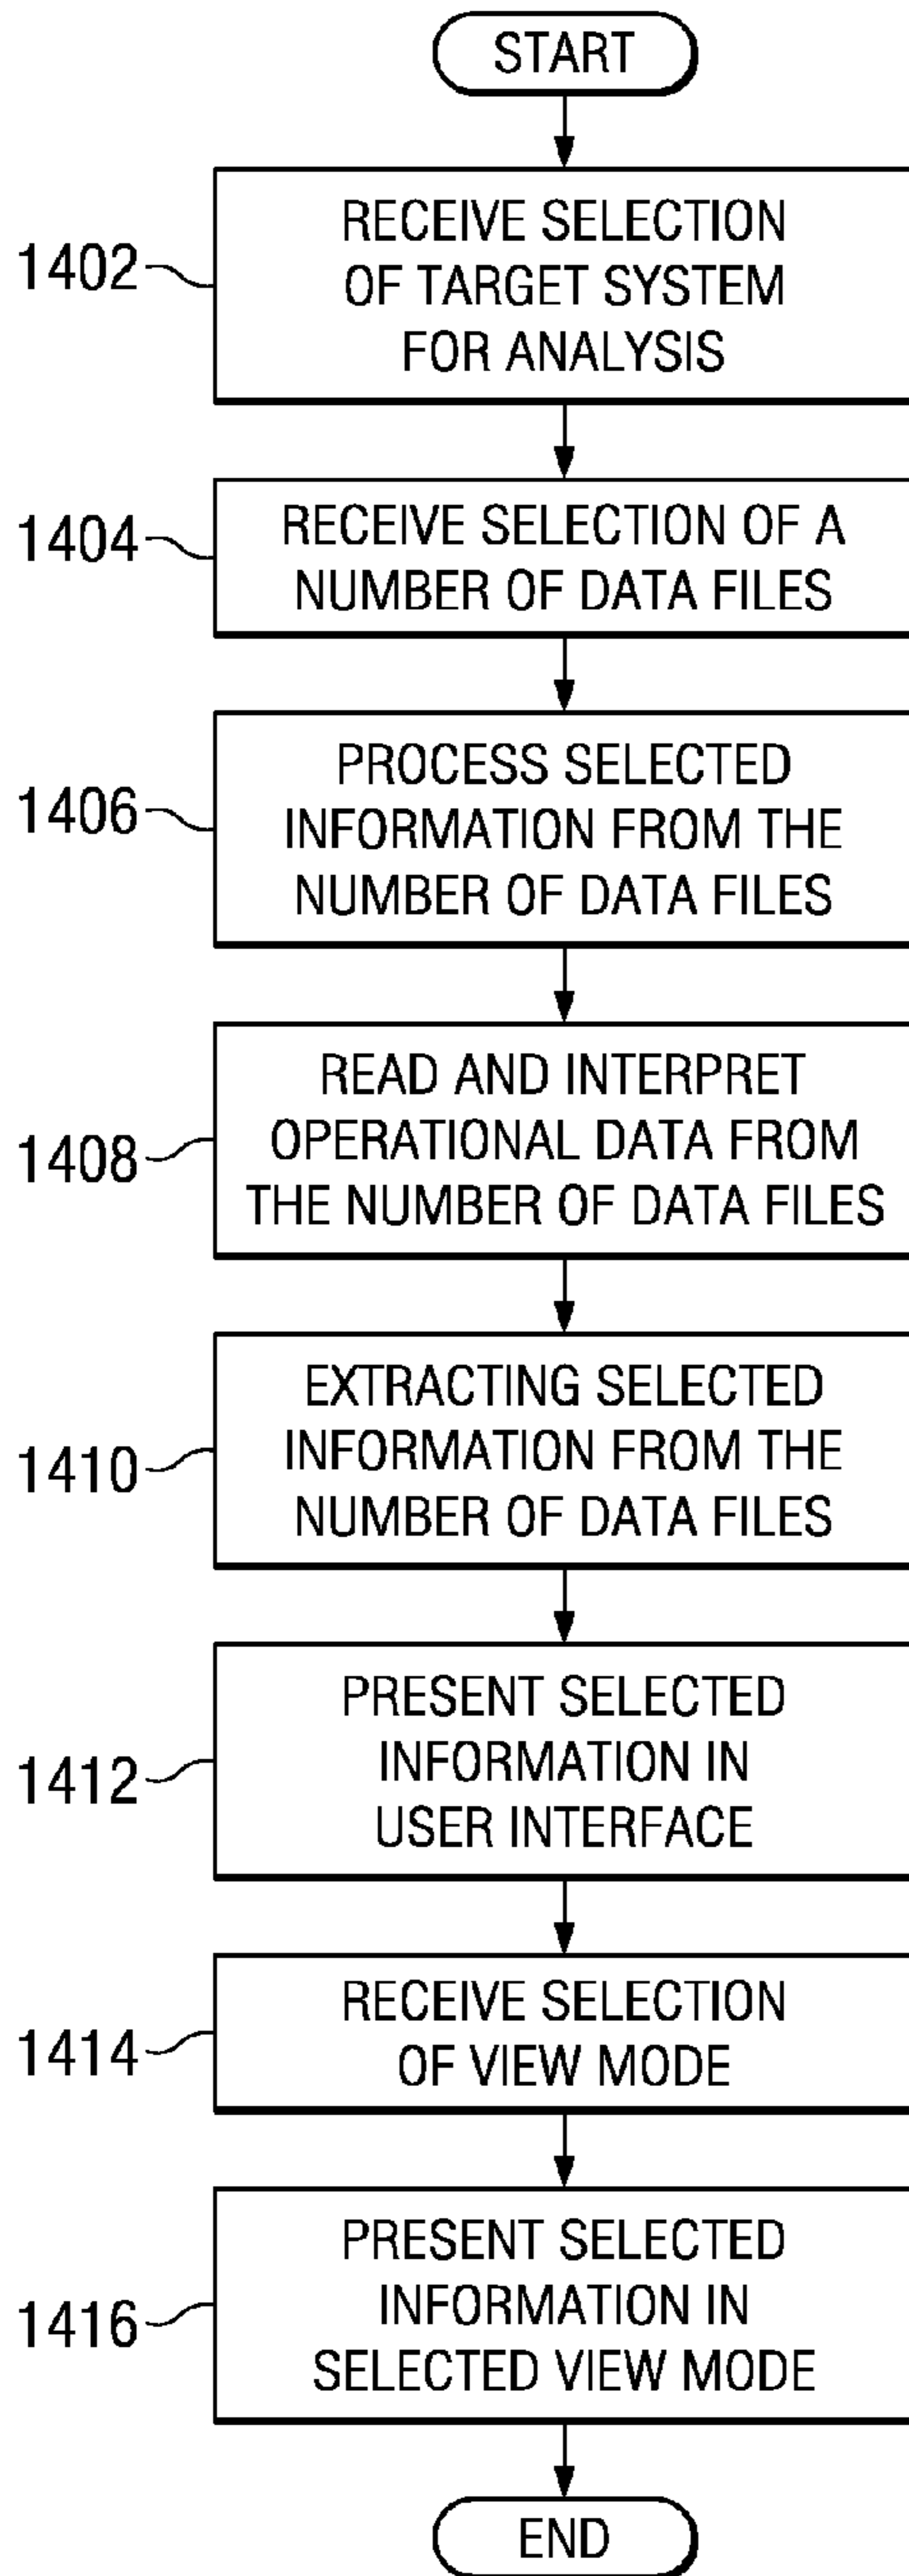 START
1402
RECEIVE SELECTION
OF TARGET SYSTEM
FOR ANALYSIS
1404
RECEIVE SELECTION OF A
NUMBER OF DATA FILES
1406
PROCESS SELECTED
INFORMATION FROM THE
NUMBER OF DATA FILES
1408
READ AND INTERPRET
OPERATIONAL DATA FROM
THE NUMBER OF DATA FILES
1410
EXTRACTING SELECTED
INFORMATION FROM THE
NUMBER OF DATA FILES
1412
PRESENT SELECTED
INFORMATION IN
USER INTERFACE
1414
RECEIVE SELECTION
OF VIEW MODE
1416
PRESENT SELECTED
INFORMATION IN
SELECTED VIEW MODE
END